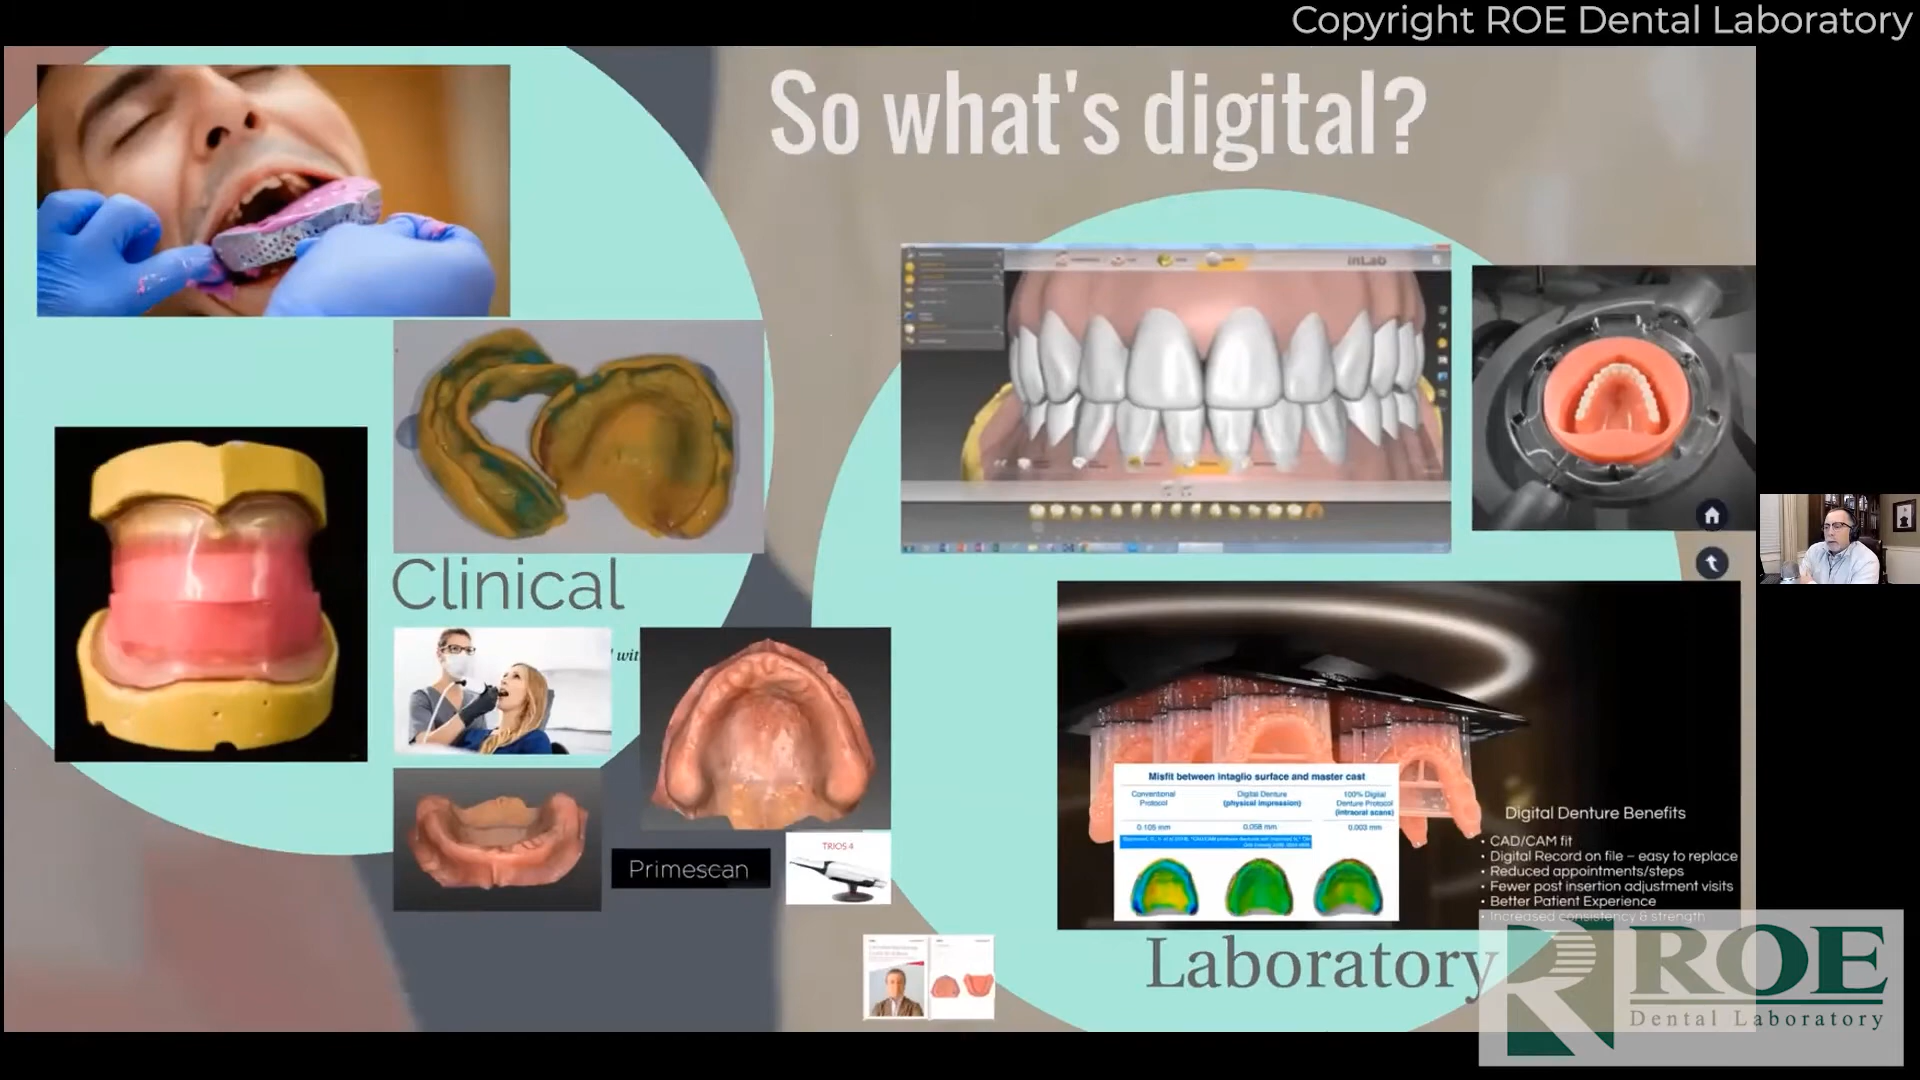 Copyright ROE Dental Laboratory
So what's digital?
inLab
Clinical
wit
Primescan
TRIOS 4
Misfit between intaglio surface and master cast
Conventional Protocol
Digital Denture (physical impression)
100% Digital Denture Protocol (intraoral scans)
0.105 mm
0.058 mm
0.003 mm
Digital Denture Benefits
• CAD/CAM fit
• Digital Record on file – easy to replace
• Reduced appointments/steps
• Fewer post insertion adjustment visits
• Better Patient Experience
• Increased consistency & strength
Laboratory
ROE
Dental Laboratory